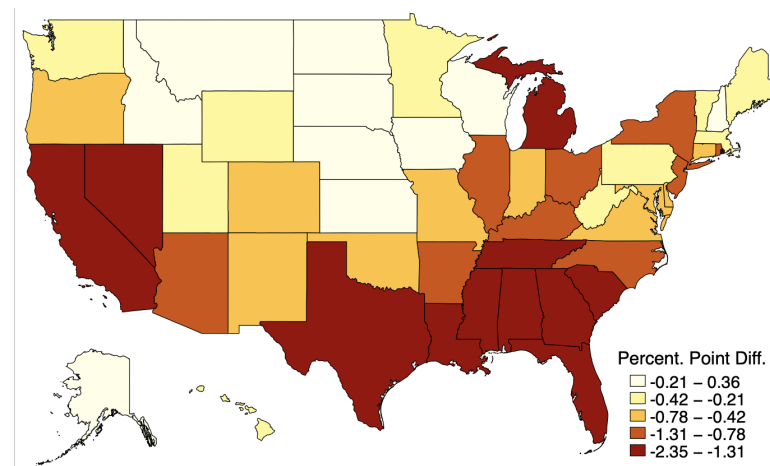 Percent. Point Diff.
-0.21 – 0.36
-0.42 – -0.21
-0.78 – -0.42
-1.31 – -0.78
-2.35 – -1.31